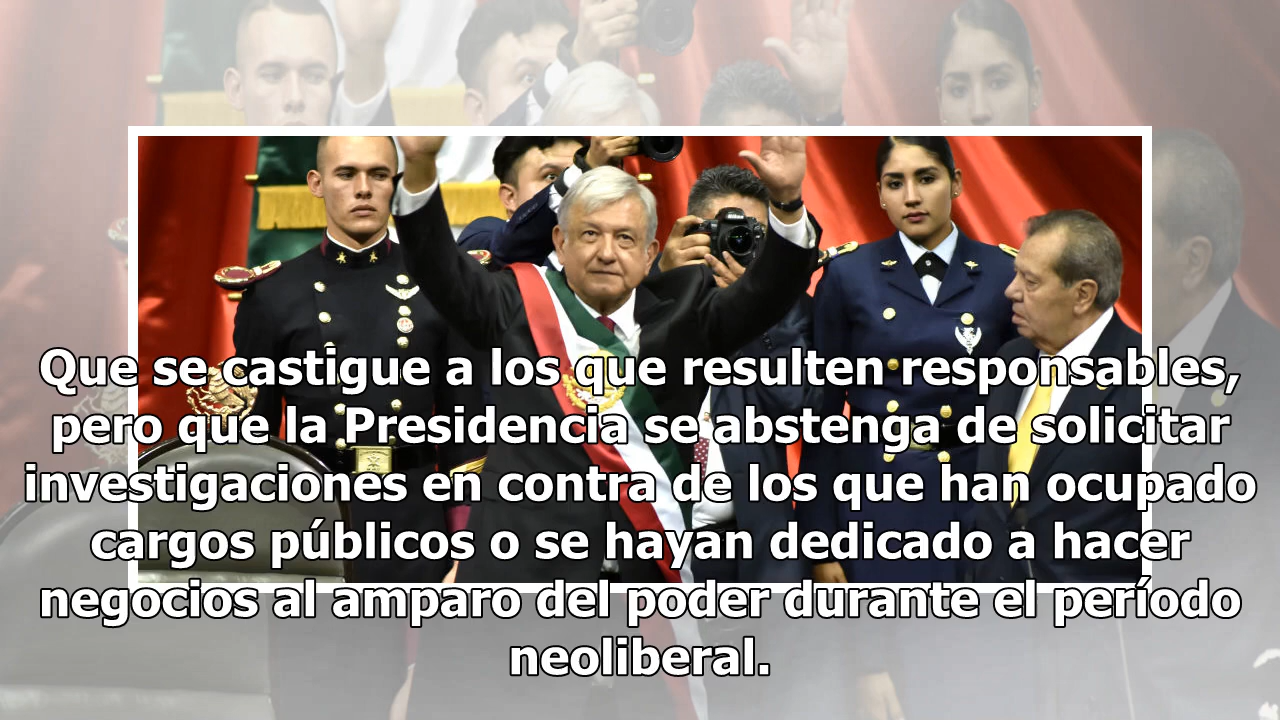 Que se castigue a los que resulten responsables,
pero que la Presidencia se abstenga de solicitar
investigaciones en contra de los que han ocupado
cargos públicos o se hayan dedicado a hacer
negocios al amparo del poder durante el período
neoliberal.